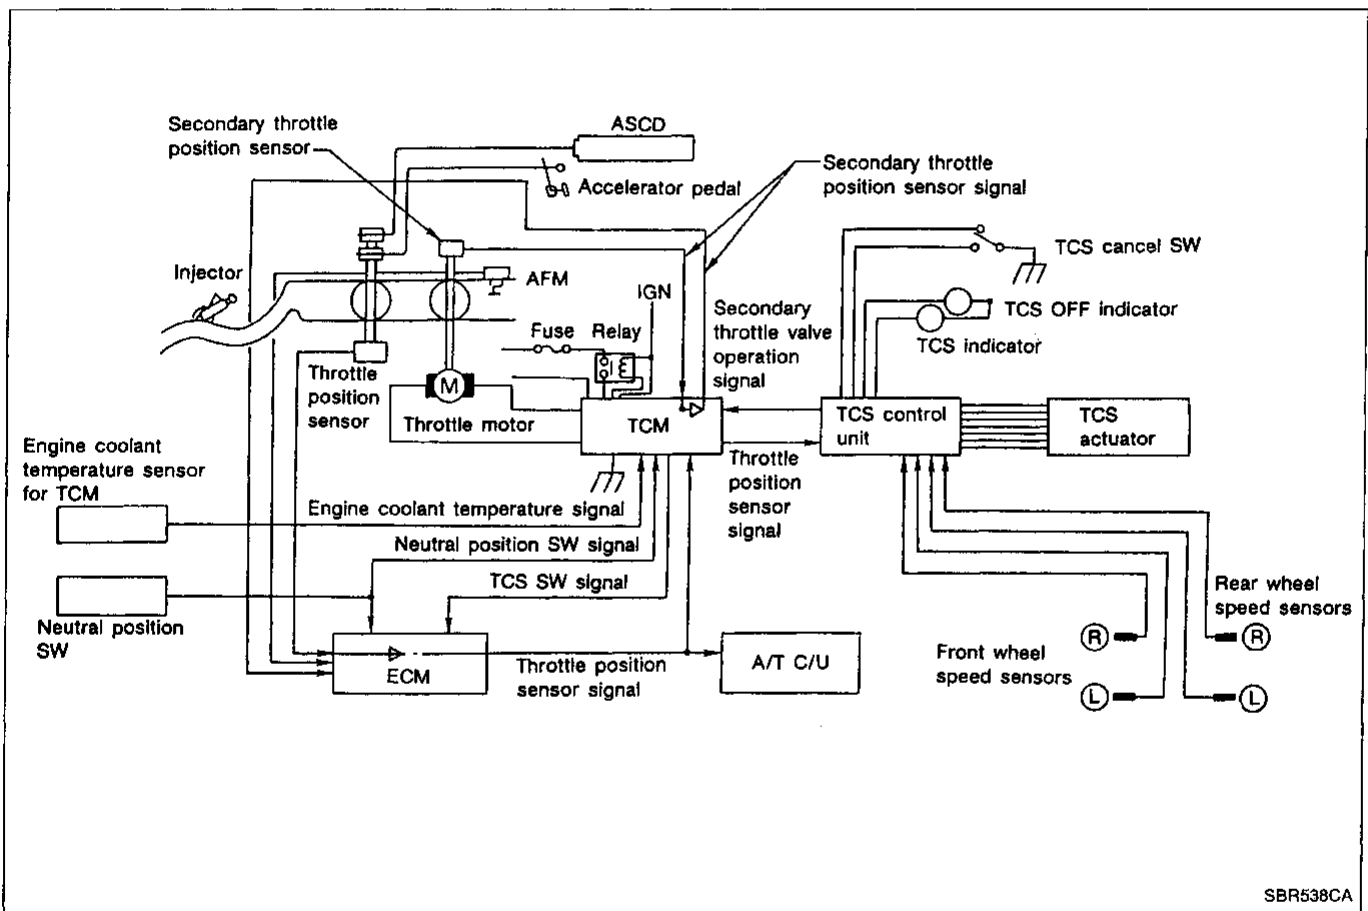 Secondary throttle
position sensor
ASCD
Accelerator pedal
Secondary throttle
position sensor signal
TCS cancel SW
Injector
AFM
IGN
TCS OFF indicator
TCS indicator
Fuse
Relay
Secondary
throttle valve
operation
signal
Throttle
position
sensor
M
Throttle motor
TCM
TCS control
unit
TCS
actuator
Engine coolant
temperature sensor
for TCM
Throttle
position
sensor
signal
Engine coolant temperature signal
Neutral position SW signal
TCS SW signal
Neutral position
SW
ECM
Throttle position
sensor signal
A/T C/U
Rear wheel
speed sensors
Front wheel
speed sensors
R
R
L
L
SBR538CA